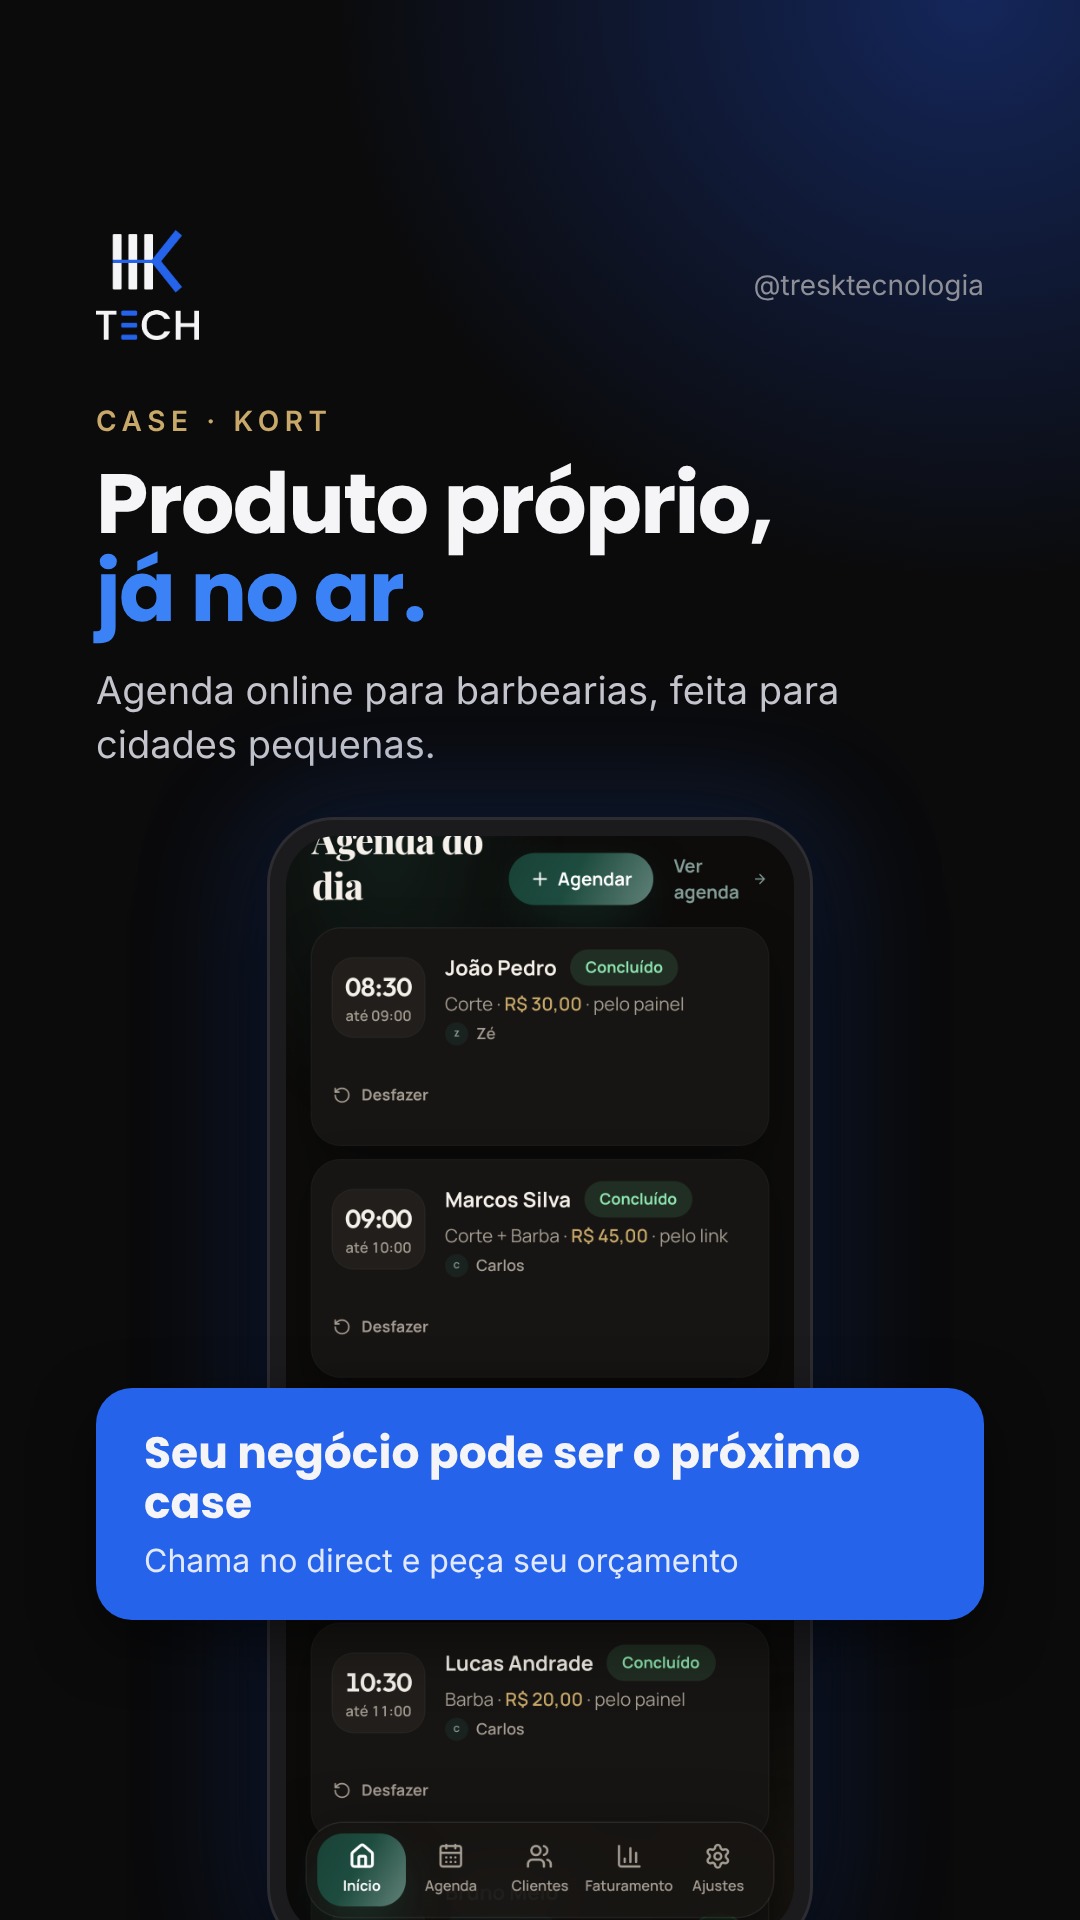 IIIK
TECH
@tresktecnologia
CASE · KORT
Produto próprio,
já no ar.
Agenda online para barbearias, feita para
cidades pequenas.
Agenda do
dia
+ Agendar
Ver
agenda →
08:30
até 09:00
João Pedro Concluído
Corte · R$ 30,00 · pelo painel
Z Zé
Desfazer
09:00
até 10:00
Marcos Silva Concluído
Corte + Barba · R$ 45,00 · pelo link
C Carlos
Desfazer
Seu negócio pode ser o próximo
case
Chama no direct e peça seu orçamento
10:30
até 11:00
Lucas Andrade Concluído
Barba · R$ 20,00 · pelo painel
C Carlos
Desfazer
Bruno Melo
Início Agenda Clientes Faturamento Ajustes